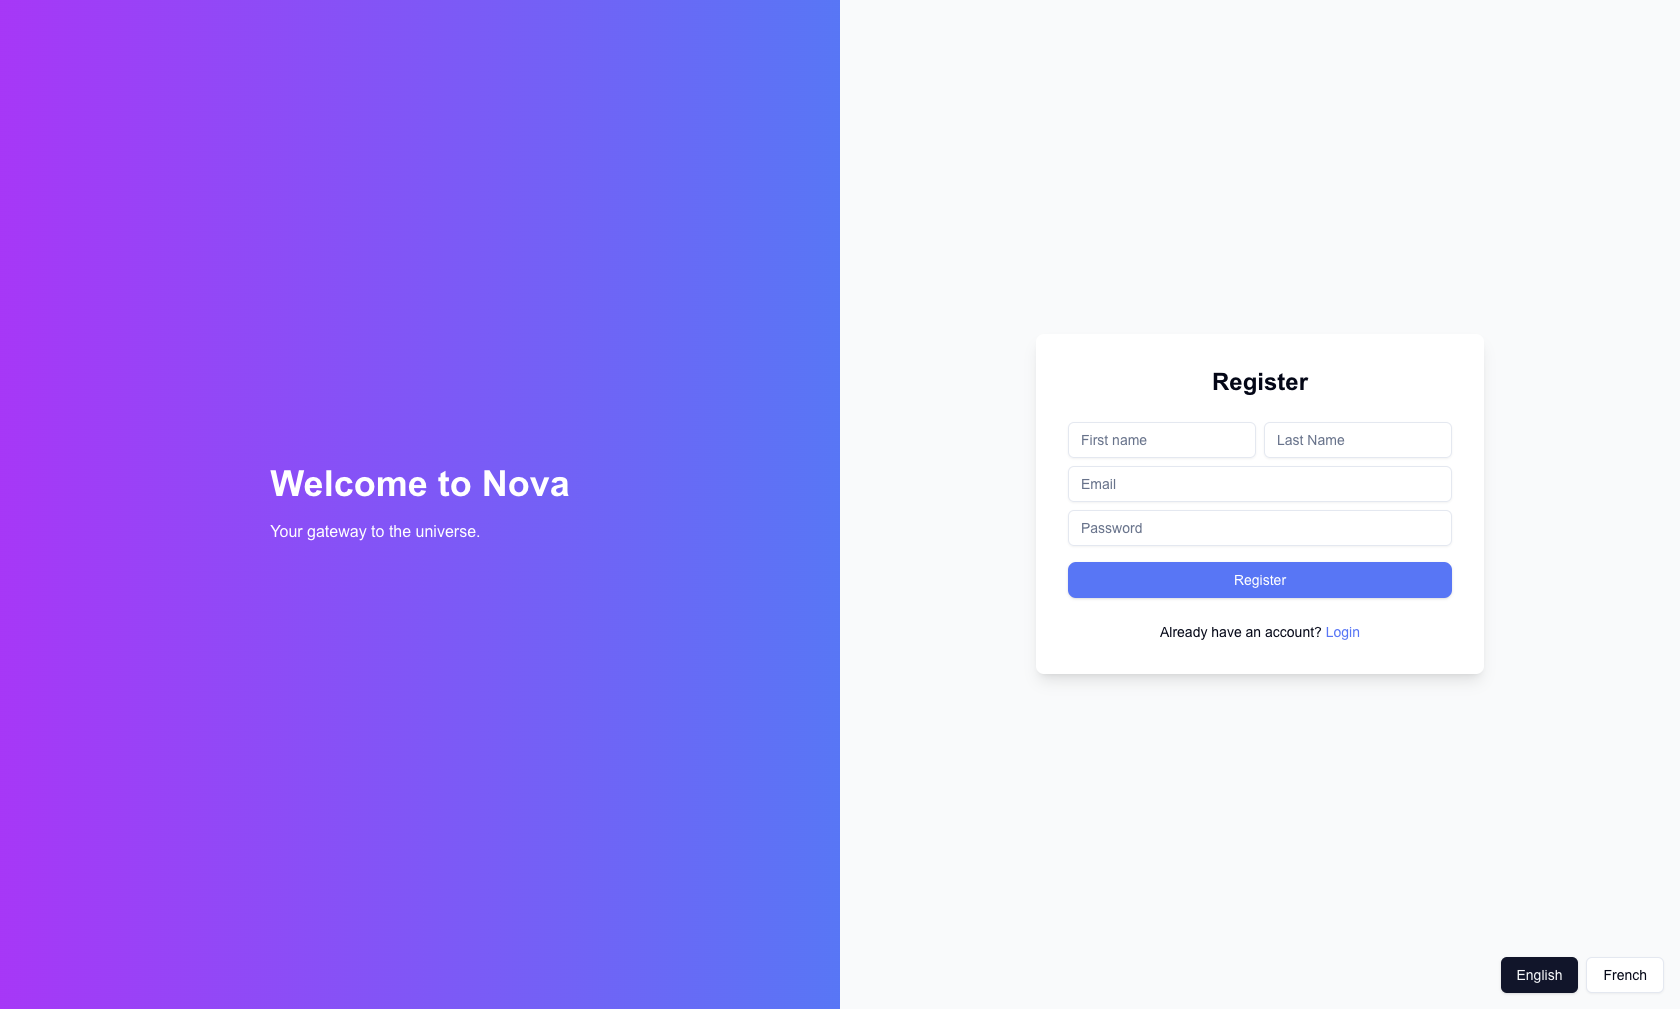 Welcome to Nova
Your gateway to the universe.
Register
First name
Last Name
Email
Password
Register
Already have an account? Login
English
French